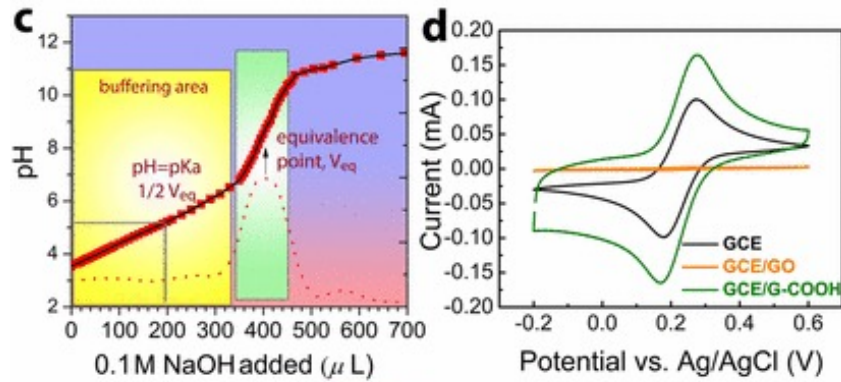 c
13
12
10
8
6
4
2
pH
buffering area
pH=pKa
1/2 Veq
equivalence
point, Veq
0 100 200 300 400 500 600 700
0.1M NaOH added (μ L)
d
0.20
0.15
0.10
0.05
0.00
-0.05
-0.10
-0.15
-0.20
Current (mA)
GCE
GCE/GO
GCE/G-COOH
-0.2 0.0 0.2 0.4 0.6 0.8
Potential vs. Ag/AgCl (V)